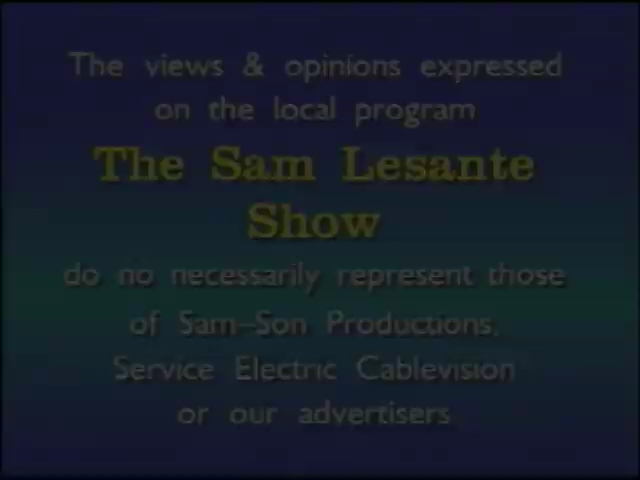 The views & opinions expressed
on the local program
The Sam Lesante
Show
do no necessarily represent those
of Sam-Son Productions,
Service Electric Cablevision
or our advertisers